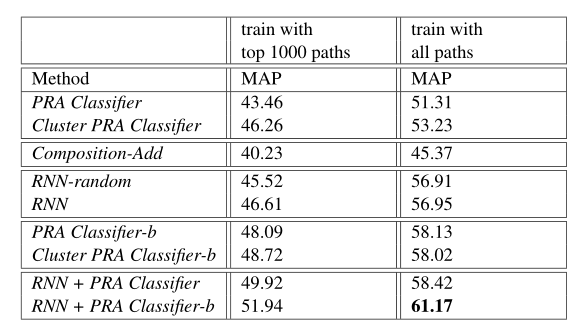 train with train with
top 1000 paths all paths
Method MAP MAP
PRA Classifier 43.46 51.31
Cluster PRA Classifier 46.26 53.23
Composition-Add 40.23 45.37
RNN-random 45.52 56.91
RNN 46.61 56.95
PRA Classifier-b 48.09 58.13
Cluster PRA Classifier-b 48.72 58.02
RNN + PRA Classifier 49.92 58.42
RNN + PRA Classifier-b 51.94 61.17